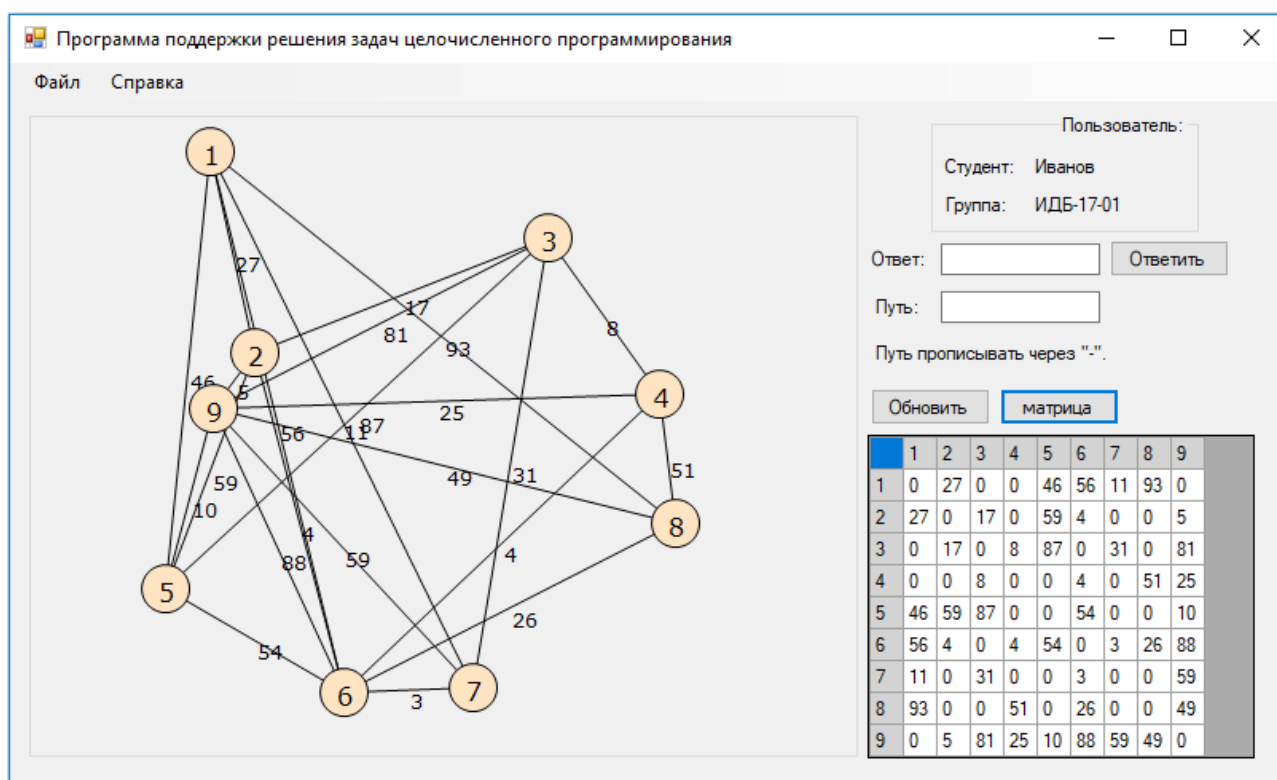 Программа поддержки решения задач целочисленного программирования
Файл Справка
Пользователь:
Студент: Иванов
Группа: ИДБ-17-01
Ответ: Ответить
Путь:
Путь прописывать через "-".
Обновить матрица
1 2 3 4 5 6 7 8 9
1 0 27 0 0 46 56 11 93 0
2 27 0 17 0 59 4 0 0 5
3 0 17 0 8 87 0 31 0 81
4 0 0 8 0 0 4 0 51 25
5 46 59 87 0 0 54 0 0 10
6 56 4 0 4 54 0 3 26 88
7 11 0 31 0 0 3 0 0 59
8 93 0 0 51 0 26 0 0 49
9 0 5 81 25 10 88 59 49 0
1
3
27
17
8
81
2
93
46
5
4
9
25
87
11
56
51
31
49
59
10
8
4
59
4
88
5
26
54
6
7
3